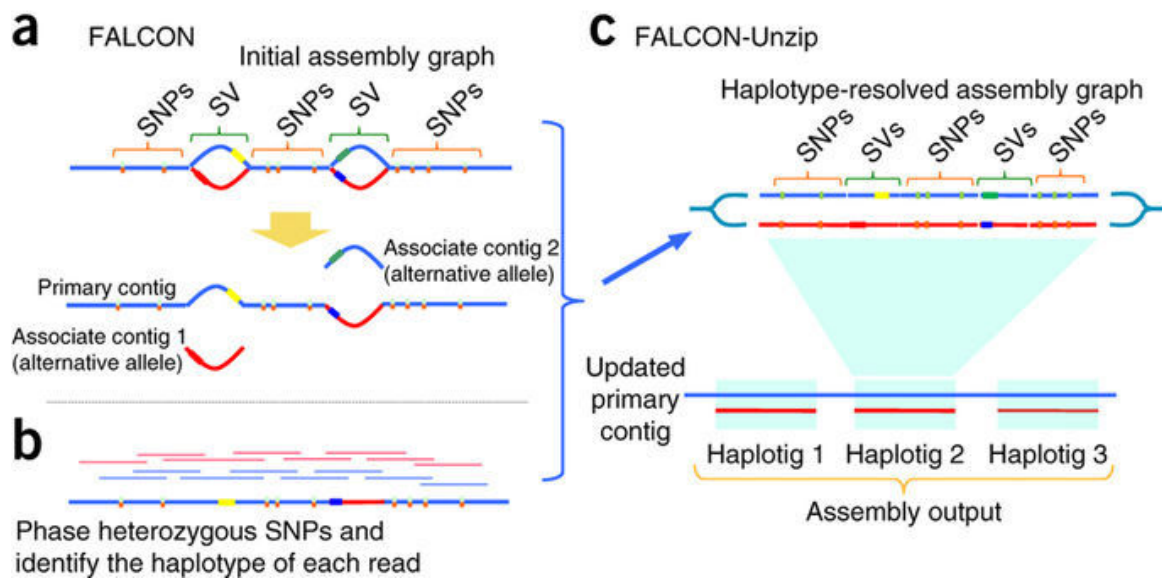 a FALCON
Initial assembly graph
SNPs
SV
SNPs
SV
SNPs
Associate contig 2
(alternative allele)
Primary contig
Associate contig 1
(alternative allele)
b
Phase heterozygous SNPs and
identify the haplotype of each read
c FALCON-Unzip
Haplotype-resolved assembly graph
SNPs
SVs
SNPs
SVs
SNPs
Updated
primary
contig
Haplotig 1 Haplotig 2 Haplotig 3
Assembly output